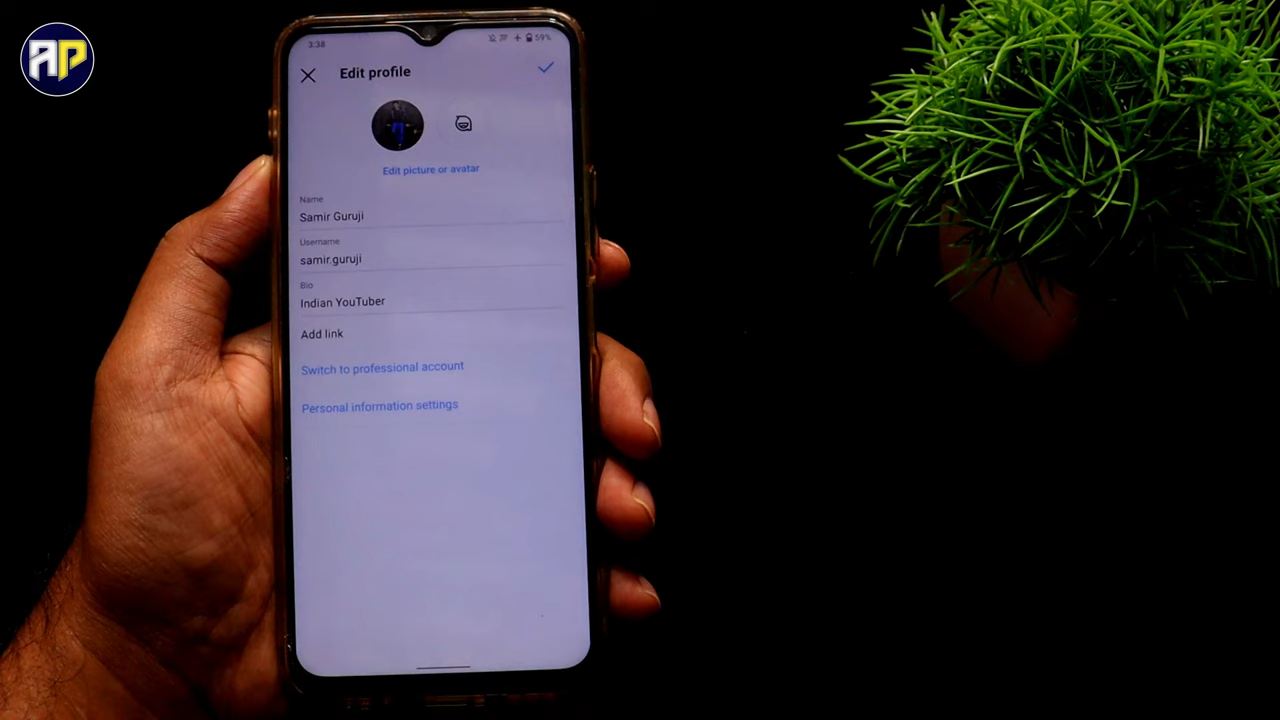 AP
3:38
59%
Edit profile
Edit picture or avatar
Name
Samir Guruji
Username
samir.guruji
Bio
Indian YouTuber
Add link
Switch to professional account
Personal information settings